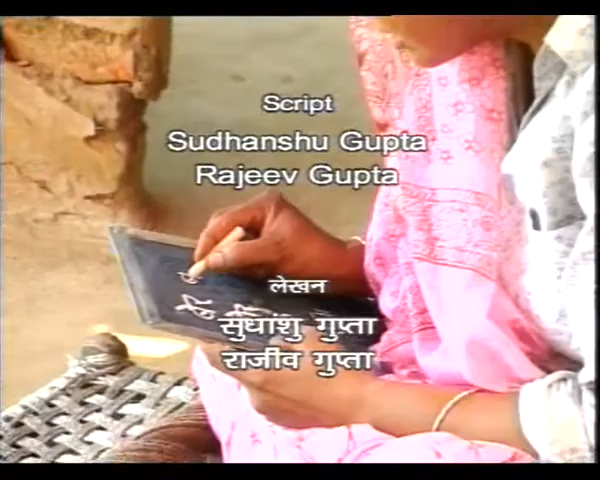 Script
Sudhanshu Gupta
Rajeev Gupta
लेखन
सुधांशु गुप्ता
राजीव गुप्ता